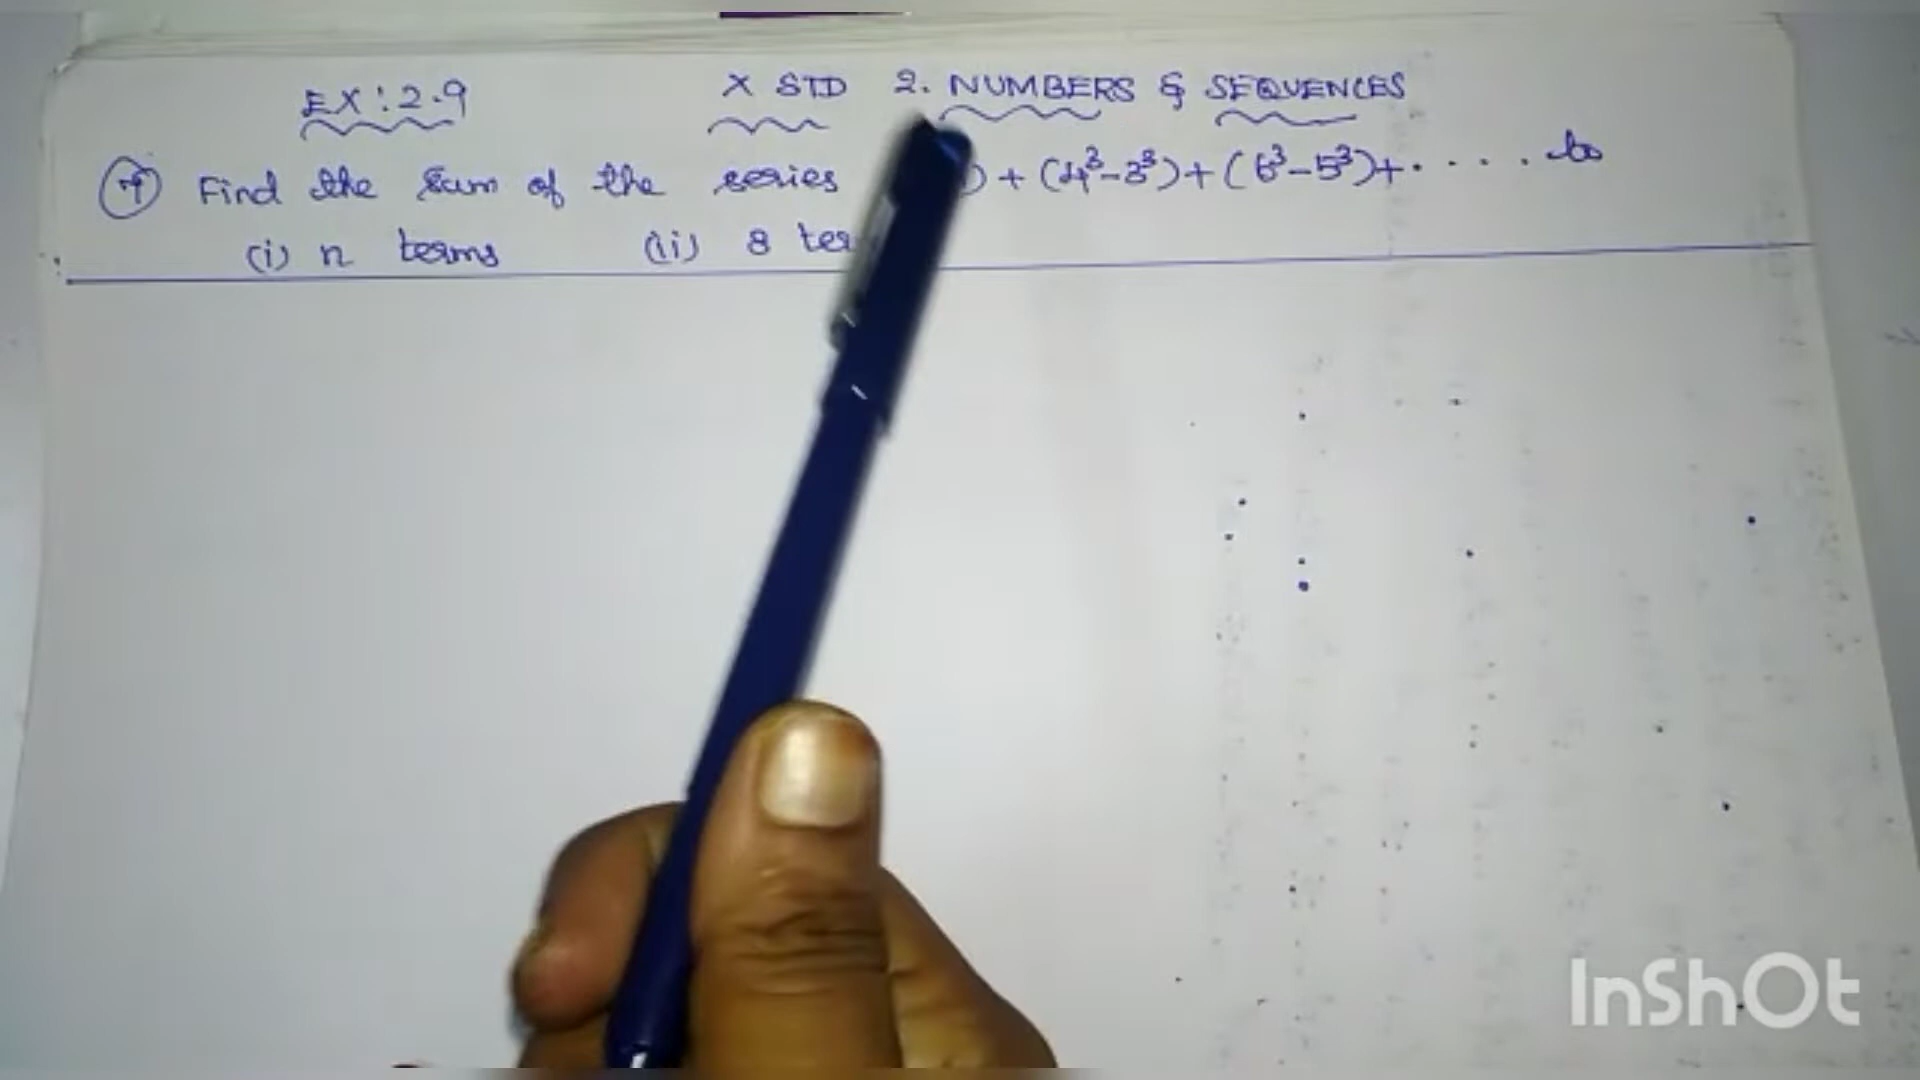 EX:2.9 X STD 2. NUMBERS & SEQUENCES
7 Find the sum of the series ) + (4³-3³)+(6³-5³)+..... to
(i) n terms (ii) 8 ter
InShOt